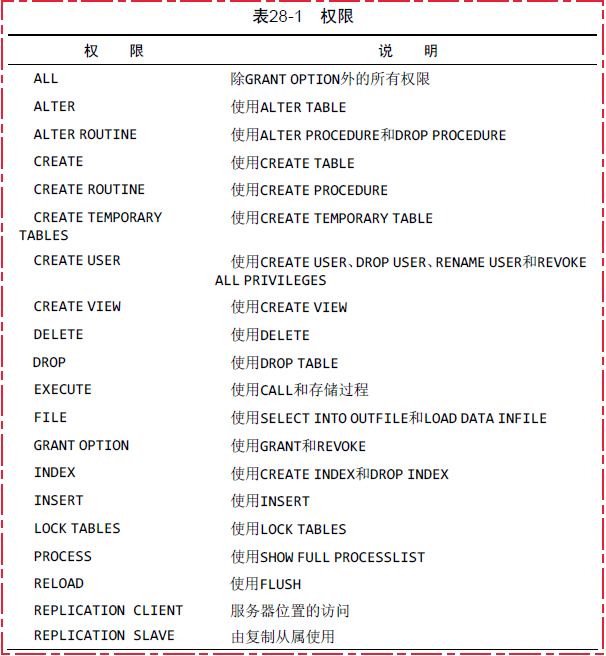 表28-1 权限
权 限 说 明
ALL 除GRANT OPTION外的所有权限
ALTER 使用ALTER TABLE
ALTER ROUTINE 使用ALTER PROCEDURE和DROP PROCEDURE
CREATE 使用CREATE TABLE
CREATE ROUTINE 使用CREATE PROCEDURE
CREATE TEMPORARY 使用CREATE TEMPORARY TABLE
TABLES
CREATE USER 使用CREATE USER、DROP USER、RENAME USER和REVOKE
ALL PRIVILEGES
CREATE VIEW 使用CREATE VIEW
DELETE 使用DELETE
DROP 使用DROP TABLE
EXECUTE 使用CALL和存储过程
FILE 使用SELECT INTO OUTFILE和LOAD DATA INFILE
GRANT OPTION 使用GRANT和REVOKE
INDEX 使用CREATE INDEX和DROP INDEX
INSERT 使用INSERT
LOCK TABLES 使用LOCK TABLES
PROCESS 使用SHOW FULL PROCESSLIST
RELOAD 使用FLUSH
REPLICATION CLIENT 服务器位置的访问
REPLICATION SLAVE 由复制从属使用